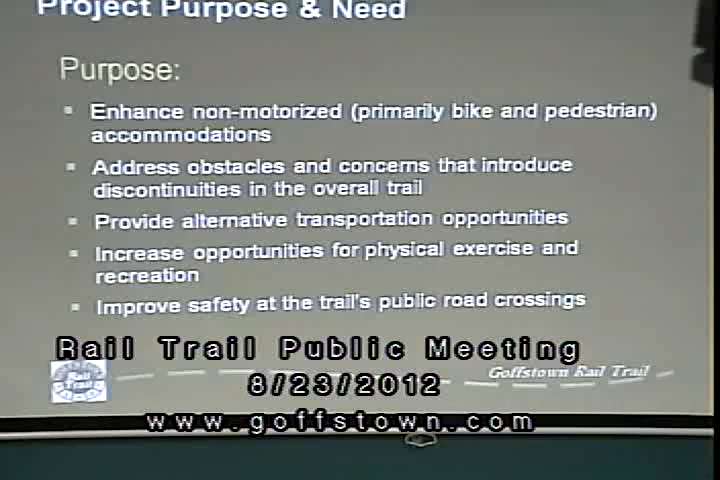 Project Purpose & Need
Purpose:
Enhance non-motorized (primarily bike and pedestrian)
accommodations
Address obstacles and concerns that introduce
discontinuities in the overall trail
Provide alternative transportation opportunities
Increase opportunities for physical exercise and
recreation
Improve safety at the trail's public road crossings
Rail Trail Public Meeting
Rail
Trail
Goffstown Rail Trail
8/23/2012
www.goffstown.com